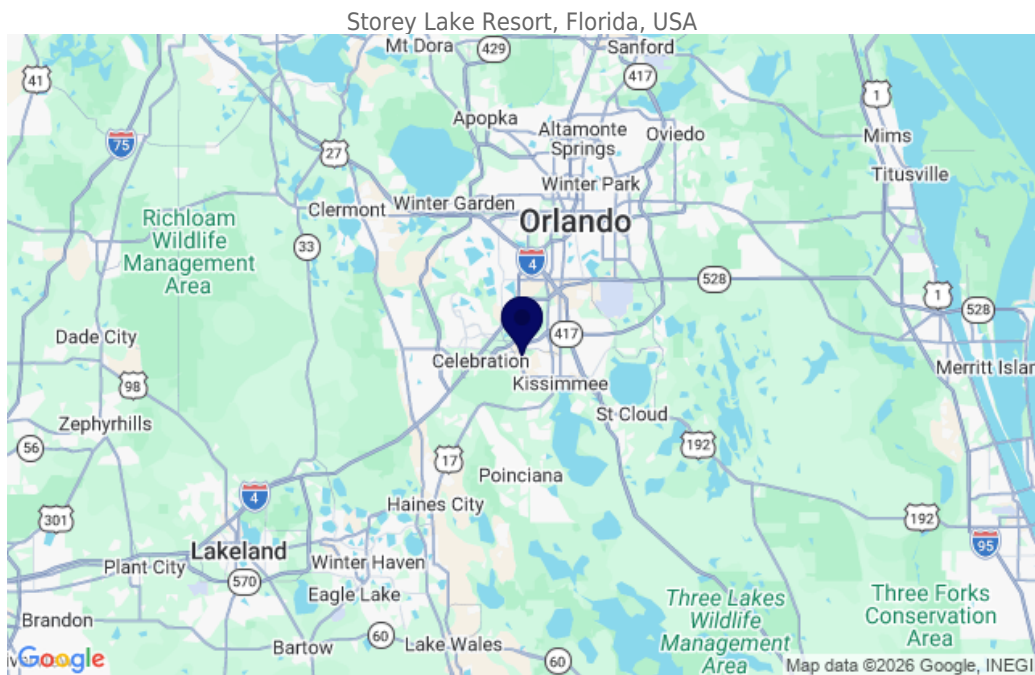 Storey Lake Resort, Florida, USA
Mt Dora
429
Sanford
417
41
1
Apopka
Altamonte
Springs
Oviedo
Mims
75
27
Titusville
Winter Park
Clermont
Winter Garden
Orlando
Richloam
Wildlife
Management
Area
33
4
528
1
528
Dade City
417
Celebration
Merritt Islan
98
Kissimmee
St Cloud
Zephyrhills
56
192
17
Poinciana
4
Haines City
301
192
95
Lakeland
Plant City
Winter Haven
570
Eagle Lake
Three Lakes
Wildlife
Management
Area
Three Forks
Conservation
Area
Brandon
60
Bartow
Lake Wales
60
Google
Map data ©2026 Google, INEGI